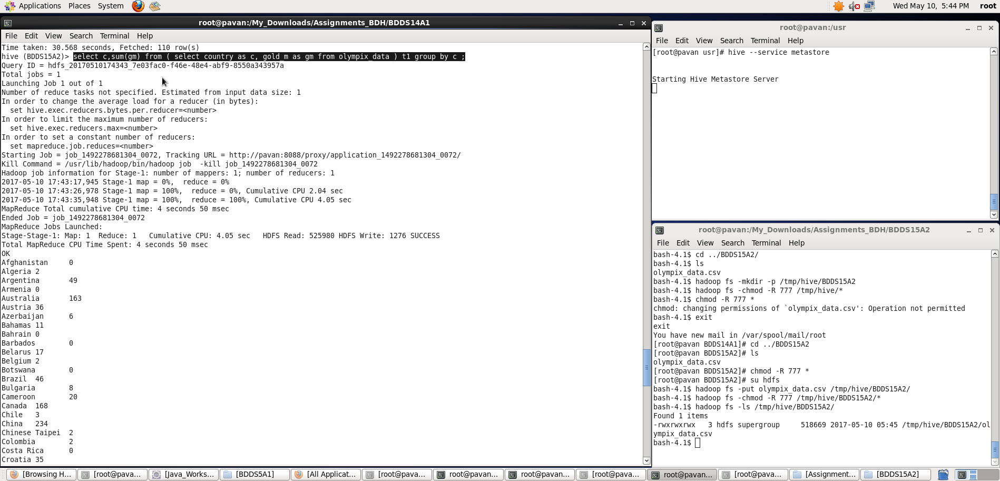 Applications Places System Wed May 10, 5:44 PM root
root@pavan:/My_Downloads/Assignments_BDH/BDDS14A1
File Edit View Search Terminal Help
Time taken: 30.568 seconds, Fetched: 110 row(s)
hive (BDDS15A2)> select c,sum(gm) from ( select country as c, gold_m as gm from olympix_data ) t1 group by c ;
Query ID = hdfs_20170510174343_7e03fac0-f46e-48e4-abf9-8550a343957a
Total jobs = 1
Launching Job 1 out of 1
Number of reduce tasks not specified. Estimated from input data size: 1
In order to change the average load for a reducer (in bytes):
  set hive.exec.reducers.bytes.per.reducer=<number>
In order to limit the maximum number of reducers:
  set hive.exec.reducers.max=<number>
In order to set a constant number of reducers:
  set mapreduce.job.reduces=<number>
Starting Job = job_1492278681304_0072, Tracking URL = http://pavan:8088/proxy/application_1492278681304_0072/
Kill Command = /usr/lib/hadoop/bin/hadoop job  -kill job_1492278681304_0072
Hadoop job information for Stage-1: number of mappers: 1; number of reducers: 1
2017-05-10 17:43:17,945 Stage-1 map = 0%,  reduce = 0%
2017-05-10 17:43:26,978 Stage-1 map = 100%,  reduce = 0%, Cumulative CPU 2.04 sec
2017-05-10 17:43:35,948 Stage-1 map = 100%,  reduce = 100%, Cumulative CPU 4.05 sec
MapReduce Total cumulative CPU time: 4 seconds 50 msec
Ended Job = job_1492278681304_0072
MapReduce Jobs Launched:
Stage-Stage-1: Map: 1  Reduce: 1   Cumulative CPU: 4.05 sec   HDFS Read: 525980 HDFS Write: 1276 SUCCESS
Total MapReduce CPU Time Spent: 4 seconds 50 msec
OK
Afghanistan     0
Algeria 2
Argentina       49
Armenia 0
Australia       163
Austria 36
Azerbaijan      6
Bahamas 11
Bahrain 0
Barbados        0
Belarus 17
Belgium 2
Botswana        0
Brazil  46
Bulgaria        8
Cameroon        20
Canada  168
Chile   3
China   234
Chinese Taipei  2
Colombia        2
Costa Rica      0
Croatia 35
root@pavan:/usr
File Edit View Search Terminal Help
[root@pavan usr]# hive --service metastore
Starting Hive Metastore Server
root@pavan:/My_Downloads/Assignments_BDH/BDDS15A2
File Edit View Search Terminal Help
bash-4.1$ cd ../BDDS15A2/
bash-4.1$ ls
olympix_data.csv
bash-4.1$ hadoop fs -mkdir -p /tmp/hive/BDDS15A2
bash-4.1$ hadoop fs -chmod -R 777 /tmp/hive/*
bash-4.1$ chmod -R 777 *
chmod: changing permissions of `olympix_data.csv': Operation not permitted
bash-4.1$ exit
exit
You have new mail in /var/spool/mail/root
[root@pavan BDDS14A1]# cd ../BDDS15A2
[root@pavan BDDS15A2]# ls
olympix_data.csv
[root@pavan BDDS15A2]# chmod -R 777 *
[root@pavan BDDS15A2]# su hdfs
bash-4.1$ hadoop fs -put olympix_data.csv /tmp/hive/BDDS15A2/
bash-4.1$ hadoop fs -chmod -R 777 /tmp/hive/BDDS15A2/*
bash-4.1$ hadoop fs -ls /tmp/hive/BDDS15A2/
Found 1 items
-rwxrwxrwx   3 hdfs supergroup     518669 2017-05-10 05:45 /tmp/hive/BDDS15A2/ol
ympix_data.csv
bash-4.1$
[Browsing H... [root@pava... [Java_Works... [BDDS5A1] [All Applicat... [root@pava... root@pavan... root@pavan... [root@pava... root@pavan... [root@pava... [Assignment... [BDDS15A2]